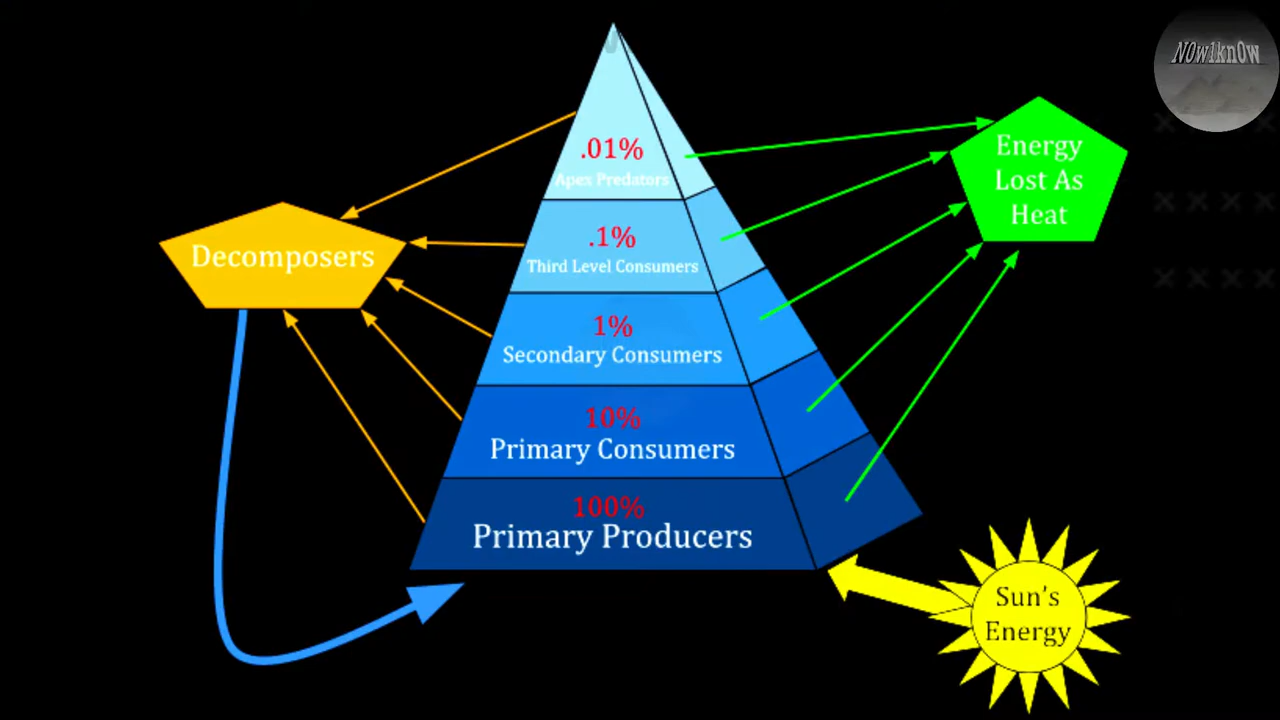 N0w1kn0w
.01%
Apex Predators
Energy
Lost As
Heat
.1%
Third Level Consumers
Decomposers
1%
Secondary Consumers
10%
Primary Consumers
100%
Primary Producers
Sun's
Energy